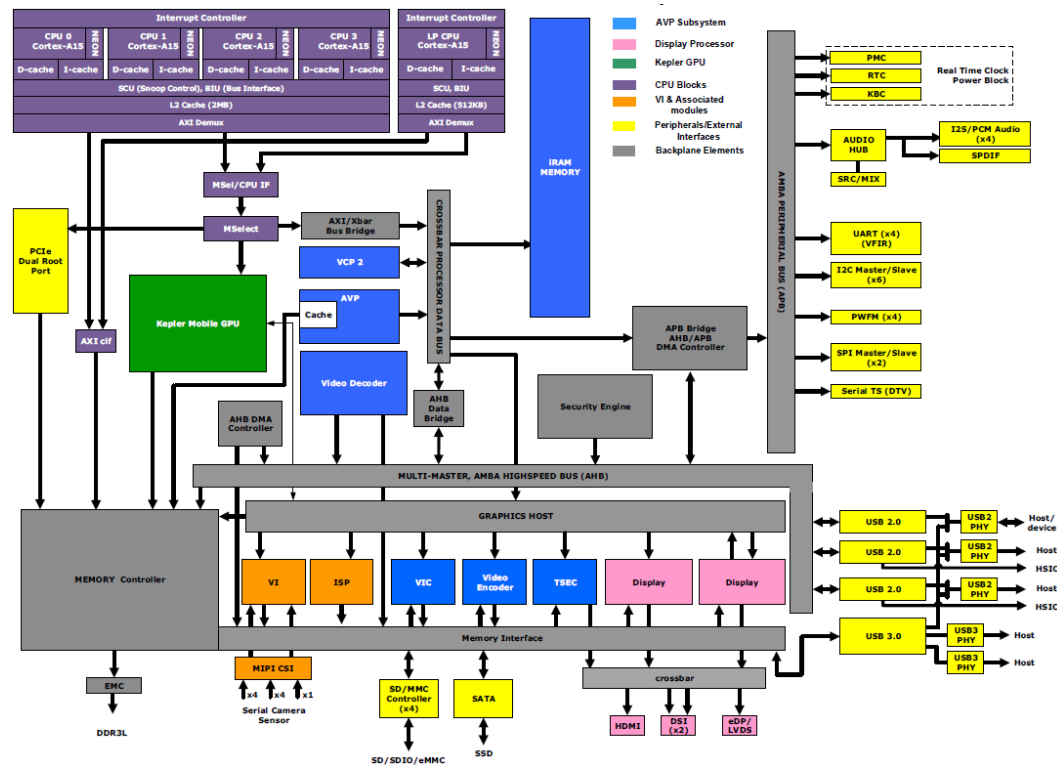 Interrupt Controller
CPU 0
Cortex-A15
NEON
CPU 1
Cortex-A15
NEON
CPU 2
Cortex-A15
NEON
CPU 3
Cortex-A15
NEON
D-cache
I-cache
D-cache
I-cache
D-cache
I-cache
D-cache
I-cache
SCU (Snoop Control), BIU (Bus Interface)
L2 Cache (2MB)
AXI Demux
Interrupt Controller
LP CPU
Cortex-A15
NEON
D-cache
I-cache
SCU, BIU
L2 Cache (512KB)
AXI Demux
AVP Subsystem
Display Processor
Kepler GPU
CPU Blocks
VI & Associated
modules
Peripherals/External
Interfaces
Backplane Elements
iRAM
MEMORY
AMBA PERIPHERIAL BUS (APB)
PMC
RTC
KBC
Real Time Clock
Power Block
AUDIO
HUB
SRC/MIX
I2S/PCM Audio
(x4)
SPDIF
UART (x4)
(VFIR)
I2C Master/Slave
(x6)
PWFM (x4)
SPI Master/Slave
(x2)
Serial TS (DTV)
MSel/CPU IF
MSelect
AXI/Xbar
Bus Bridge
CROSSBAR PROCESSOR DATA BUS
PCIe
Dual Root
Port
VCP 2
AVP
Cache
Kepler Mobile GPU
AXI cif
Video Decoder
APB Bridge
AHB/APB
DMA Controller
AHB
Data
Bridge
Security Engine
AHB DMA
Controller
MULTI-MASTER, AMBA HIGHSPEED BUS (AHB)
GRAPHICS HOST
MEMORY Controller
VI
ISP
VIC
Video
Encoder
TSEC
Display
Display
Memory Interface
USB 2.0
USB2
PHY
Host/
device
USB 2.0
USB2
PHY
Host
HSIC
USB 2.0
USB2
PHY
Host
HSIC
USB 3.0
USB3
PHY
Host
USB3
PHY
Host
MIPI CSI
x4
x4
x1
Serial Camera
Sensor
EMC
DDR3L
SD/MMC
Controller
(x4)
SD/SDIO/eMMC
SATA
SSD
crossbar
HDMI
DSI
(x2)
eDP/
LVDS